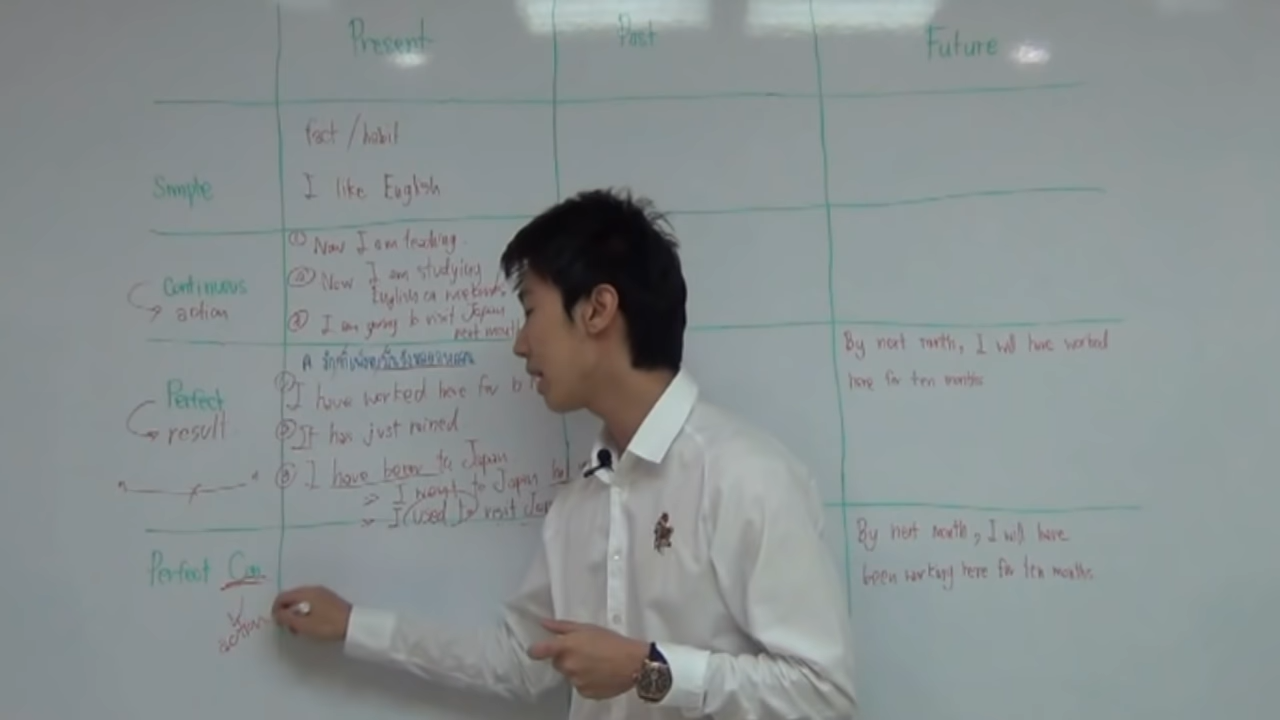 Present Past Future
fact / habit
Simple
I like English
① Now I am teaching.
Continuous
action
② Now I am studying
English on weekends.
③ I am going to visit Japan
next month
Perfect
result
① I have worked here for
② It has just rained
③ I have been to Japan
⇒ I went to Japan
⇒ I used to visit
By next month, I will have worked
here for ten months
Perfect Con
action
By next month, I will have
been working here for ten months